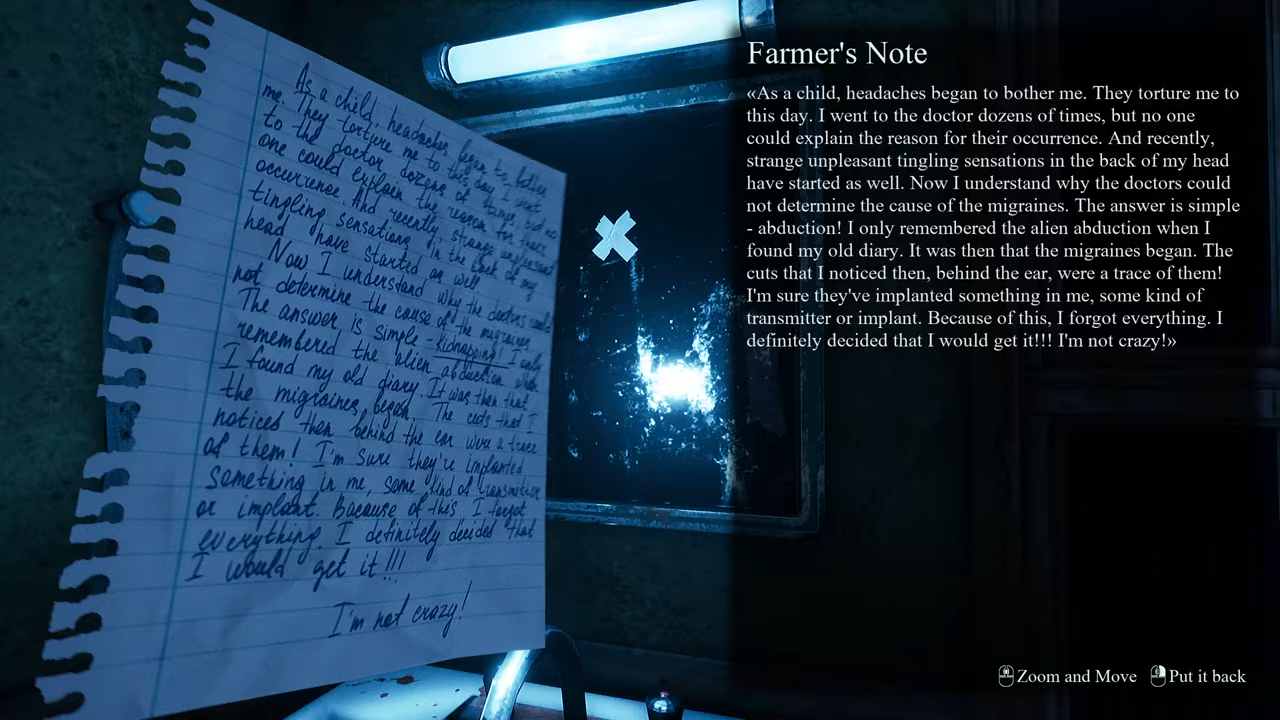 As a child, headaches began to bother
me. They torture me to this day. I went
to the doctor dozens of times, but no
one could explain the reason for their
occurrence. And recently, strange unpleasant
tingling sensations in the back of my
head have started as well
Now I understand why the doctors could
not determine the cause of the migraines.
The answer is simple - kidnapping! I only
remembered the alien abduction when
I found my old diary. It was then that
the migraines began. The cuts that I
noticed then behind the ear were a trace
of them! I'm sure they're implanted
something in me, some kind of transmitter
or implant. Because of this I forgot
everything. I definitely decided that
I would get it!!!
I'm not crazy!
Farmer's Note
«As a child, headaches began to bother me. They torture me to
this day. I went to the doctor dozens of times, but no one
could explain the reason for their occurrence. And recently,
strange unpleasant tingling sensations in the back of my head
have started as well. Now I understand why the doctors could
not determine the cause of the migraines. The answer is simple
- abduction! I only remembered the alien abduction when I
found my old diary. It was then that the migraines began. The
cuts that I noticed then, behind the ear, were a trace of them!
I'm sure they've implanted something in me, some kind of
transmitter or implant. Because of this, I forgot everything. I
definitely decided that I would get it!!! I'm not crazy!»
Zoom and Move
Put it back